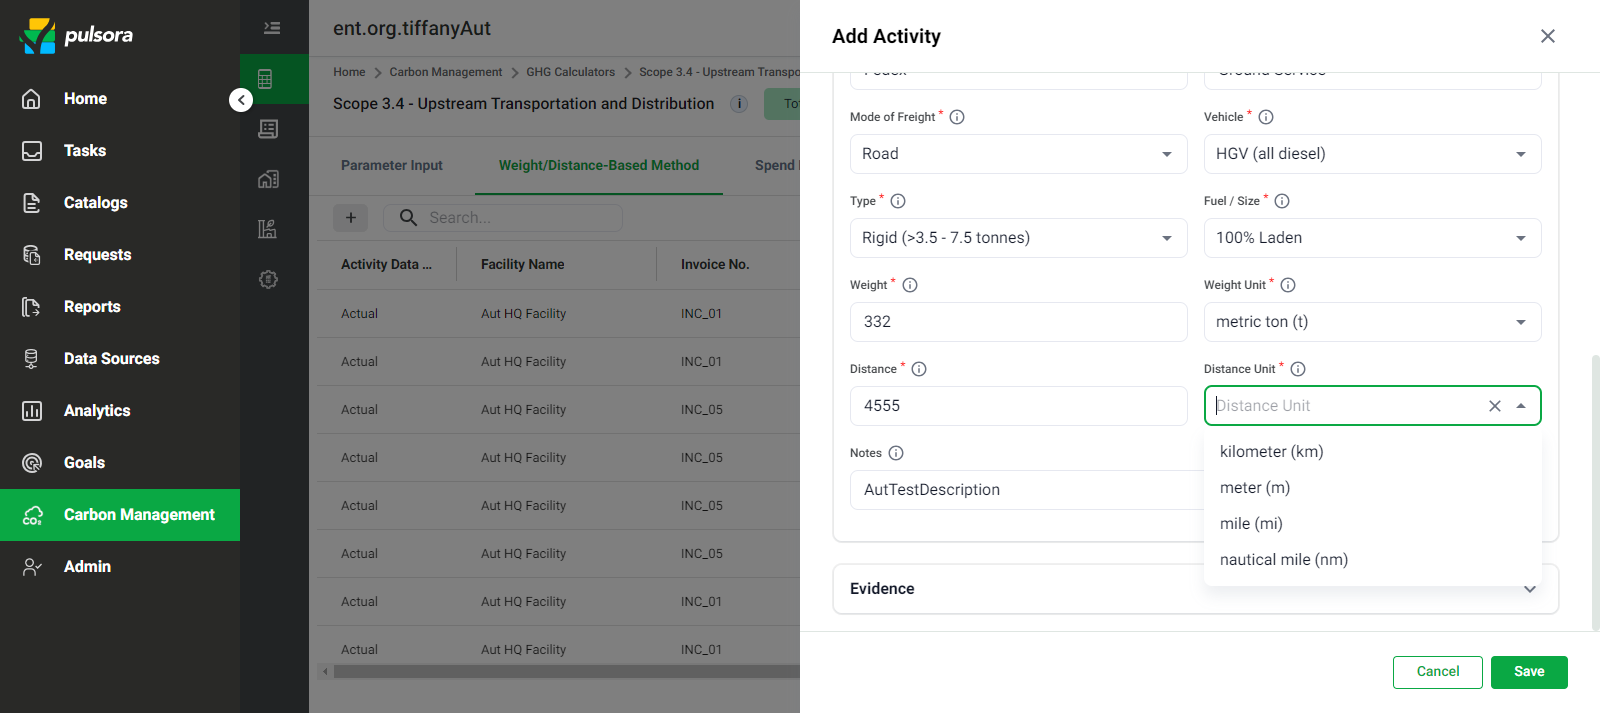 pulsora
Home
Tasks
Catalogs
Requests
Reports
Data Sources
Analytics
Goals
Carbon Management
Admin
ent.org.tiffanyAut
Home > Carbon Management > GHG Calculators > Scope 3.4 - Upstream Transpo
Scope 3.4 - Upstream Transportation and Distribution
To
Parameter Input
Weight/Distance-Based Method
Spend
Search...
Activity Data ... Facility Name Invoice No.
Actual Aut HQ Facility INC_01
Actual Aut HQ Facility INC_01
Actual Aut HQ Facility INC_05
Actual Aut HQ Facility INC_05
Actual Aut HQ Facility INC_05
Actual Aut HQ Facility INC_05
Actual Aut HQ Facility INC_01
Actual Aut HQ Facility INC_01
Add Activity
Ground Service
Mode of Freight * Vehicle *
Road HGV (all diesel)
Type * Fuel / Size *
Rigid (>3.5 - 7.5 tonnes) 100% Laden
Weight * Weight Unit *
332 metric ton (t)
Distance * Distance Unit *
4555 Distance Unit
kilometer (km)
meter (m)
mile (mi)
nautical mile (nm)
Notes
AutTestDescription
Evidence
Cancel Save